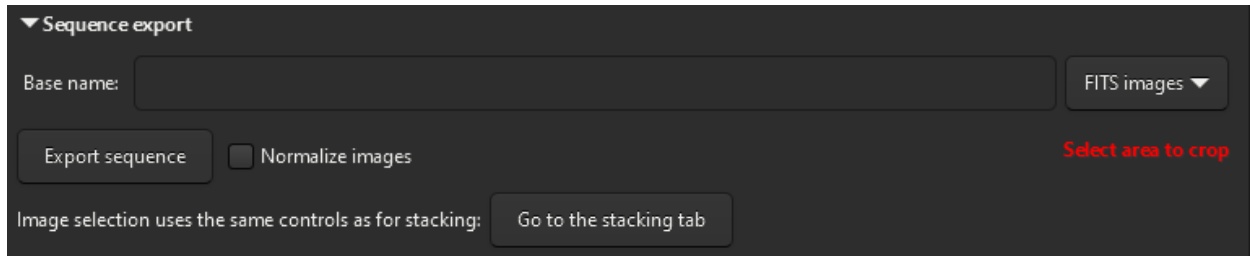 Sequence export
Base name: FITS images
Export sequence Normalize images Select area to crop
Image selection uses the same controls as for stacking: Go to the stacking tab